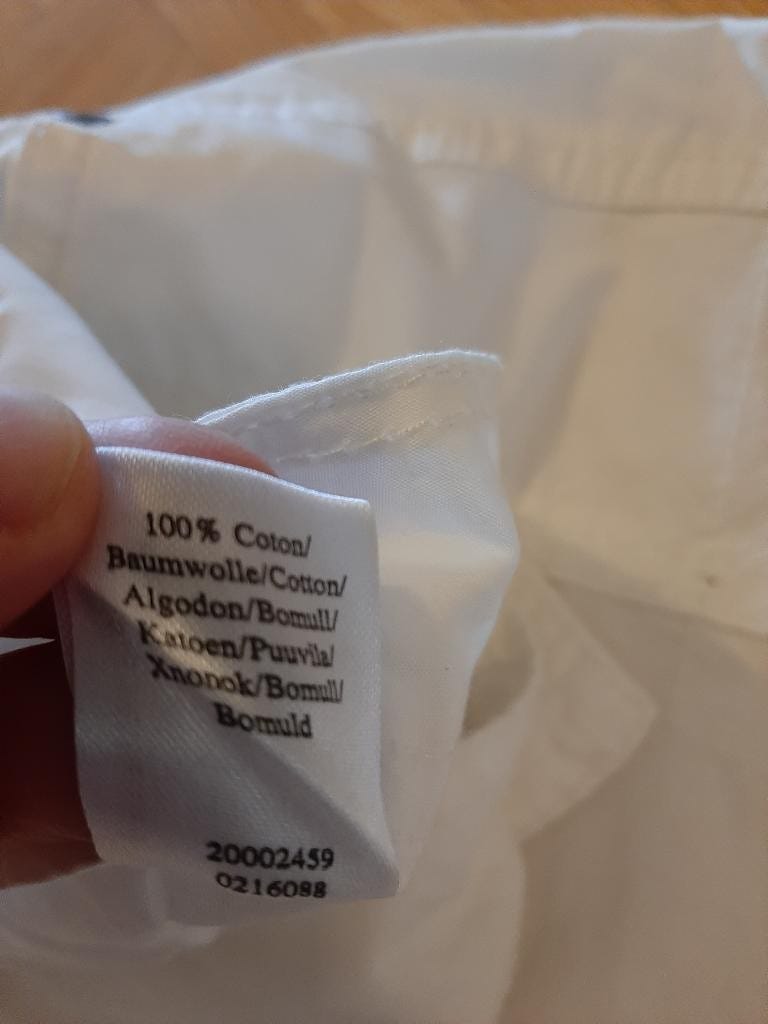 100% Coton/
Baumwolle/Cotton/
Algodon/Bomull/
Katoen/Puuvila/
Xnonok/Bomull/
Bomuld
20002459
0216088